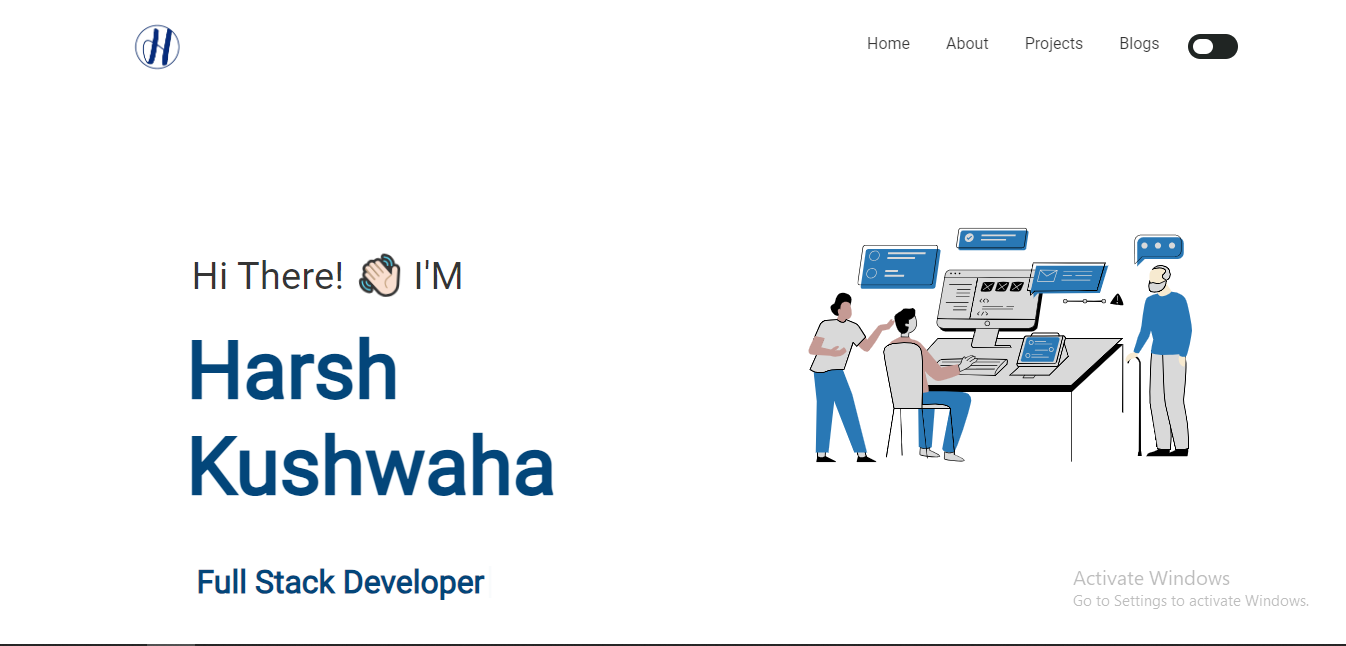 H
Home About Projects Blogs
Hi There! 👋🏻 I'M
Harsh
Kushwaha
Full Stack Developer
Activate Windows
Go to Settings to activate Windows.